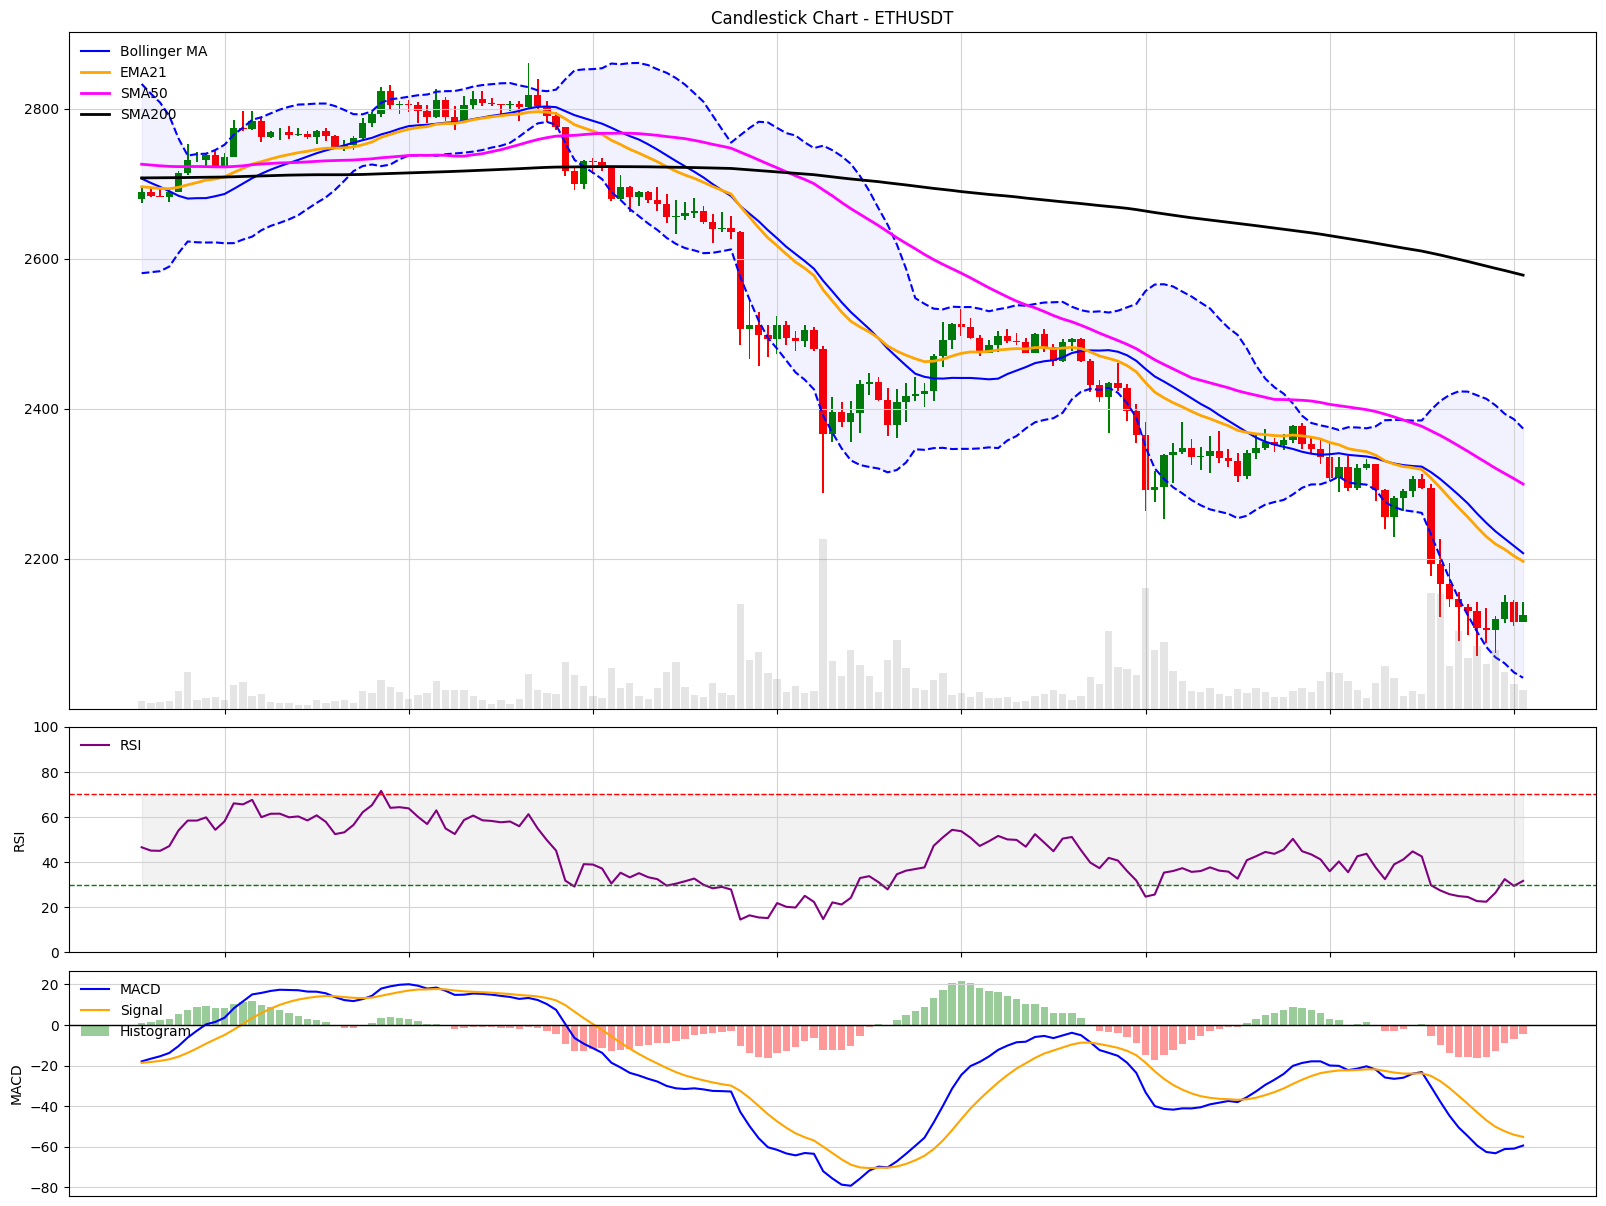 Candlestick Chart - ETHUSDT
Bollinger MA
EMA21
SMA50
SMA200
2800
2600
2400
2200
100
80
60
40
20
0
RSI
RSI
20
0
−20
−40
−60
−80
MACD
MACD
Signal
Histogram